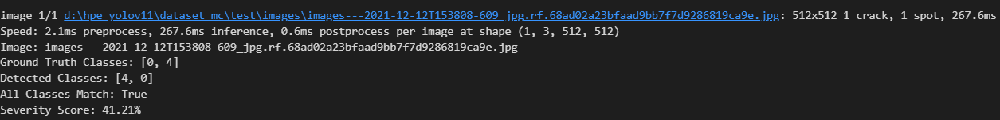 image 1/1 d:\hpe_yolov11\dataset_mc\test\images\images---2021-12-12T153808-609_jpg.rf.68ad02a23bfaad9bb7f7d9286819ca9e.jpg: 512x512 1 crack, 1 spot, 267.6ms
Speed: 2.1ms preprocess, 267.6ms inference, 0.6ms postprocess per image at shape (1, 3, 512, 512)
Image: images---2021-12-12T153808-609_jpg.rf.68ad02a23bfaad9bb7f7d9286819ca9e.jpg
Ground Truth Classes: [0, 4]
Detected Classes: [4, 0]
All Classes Match: True
Severity Score: 41.21%